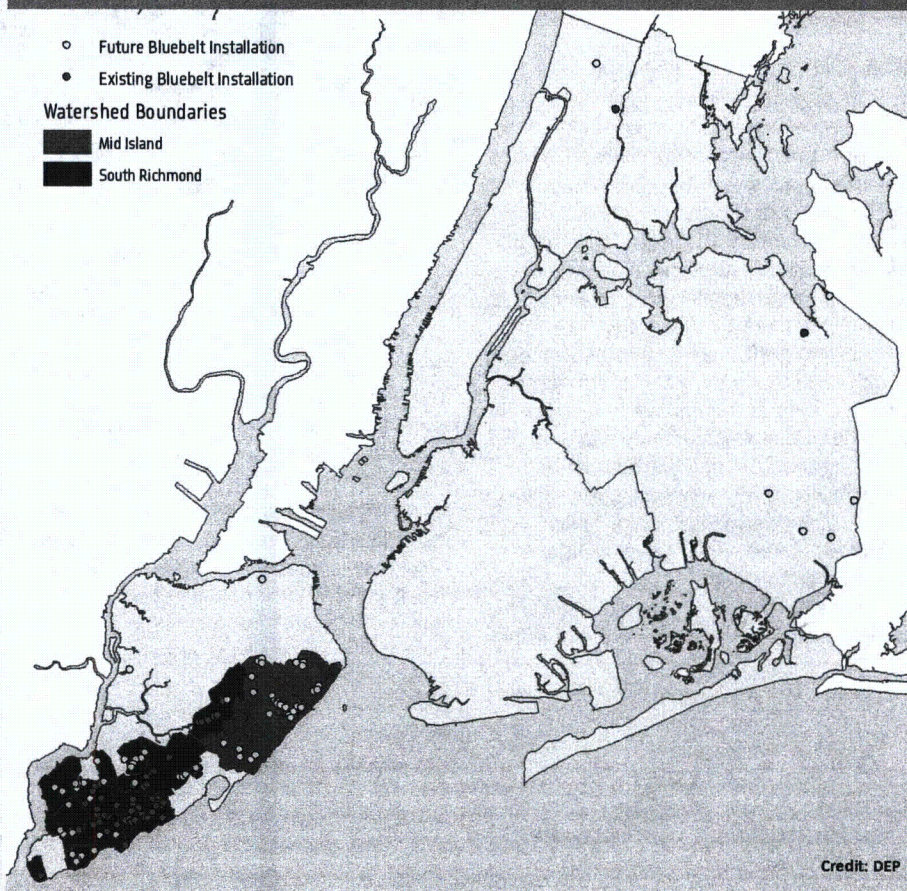 Future Bluebelt Installation
Existing Bluebelt Installation
Watershed Boundaries
Mid Island
South Richmond
Credit: DEP